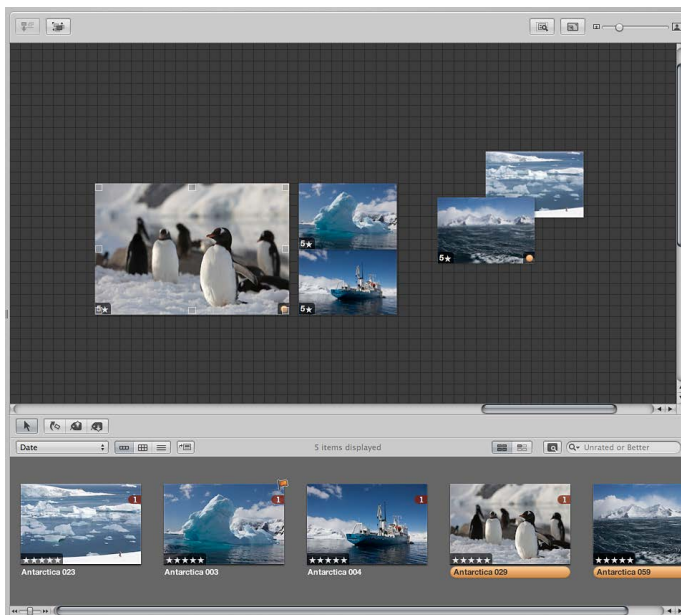 5★
5★
5★
5★
Date
5 items displayed
Unrated or Better
1
1
1
1
★★★★★
★★★★★
★★★★★
★★★★★
★★★★★
Antarctica 023
Antarctica 003
Antarctica 004
Antarctica 029
Antarctica 059